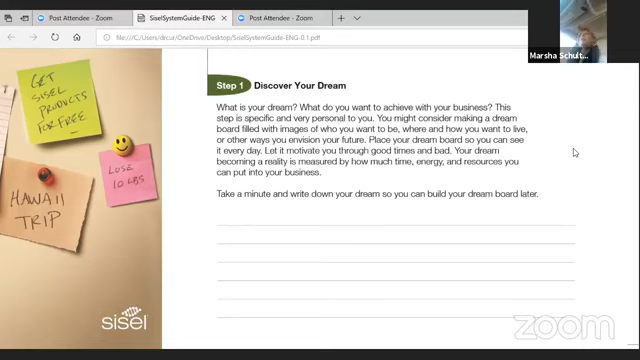 Post Attendee - Zoom
SiselSystemGuide-ENG
Post Attendee - Zoom
file:///C:/Users/drcur/OneDrive/Desktop/SiselSystemGuide-ENG-0.1.pdf
Marsha Schult...
GET
SISEL
PRODUCTS
FOR FREE
LOSE
10 LBS
HAWAII
TRIP
sisel
Step 1 Discover Your Dream
What is your dream? What do you want to achieve with your business? This
step is specific and very personal to you. You might consider making a dream
board filled with images of who you want to be, where and how you want to live,
or other ways you envision your future. Place your dream board so you can see
it every day. Let it motivate you through good times and bad. Your dream
becoming a reality is measured by how much time, energy, and resources you
can put into your business.
Take a minute and write down your dream so you can build your dream board later.
zoom